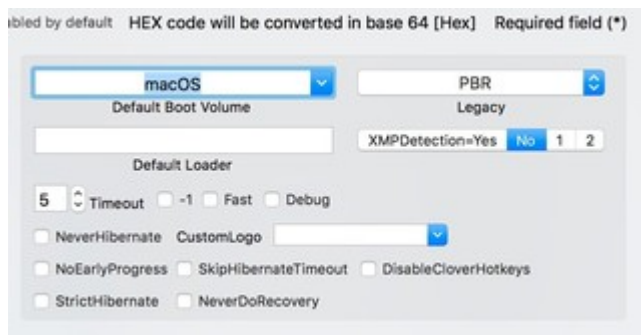 bled by default HEX code will be converted in base 64 [Hex] Required field (*)
macOS PBR
Default Boot Volume Legacy
XMPDetection=Yes No 1 2
Default Loader
5 Timeout -1 Fast Debug
NeverHibernate CustomLogo
NoEarlyProgress SkipHibernateTimeout DisableCloverHotkeys
StrictHibernate NeverDoRecovery